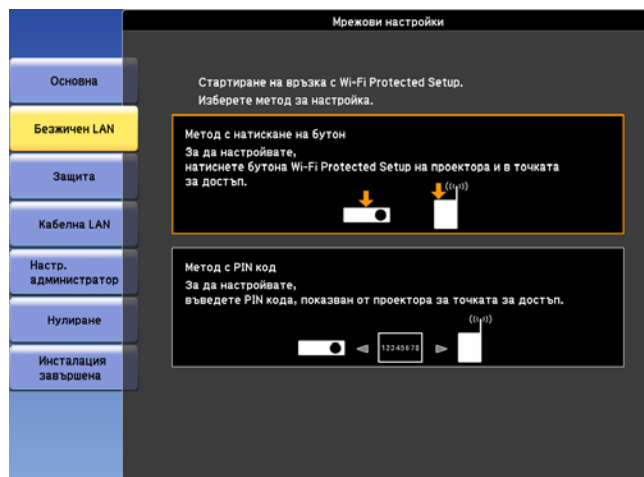 Мрежови настройки
Основна
Безжичен LAN
Защита
Кабелна LAN
Настр.
администратор
Нулиране
Инсталация
завършена
Стартиране на връзка с Wi-Fi Protected Setup.
Изберете метод за настройка.
Метод с натискане на бутон
За да настройвате,
натиснете бутона Wi-Fi Protected Setup на проектора и в точката
за достъп.
Метод с PIN код
За да настройвате,
въведете PIN кода, показван от проектора за точката за достъп.
12345678